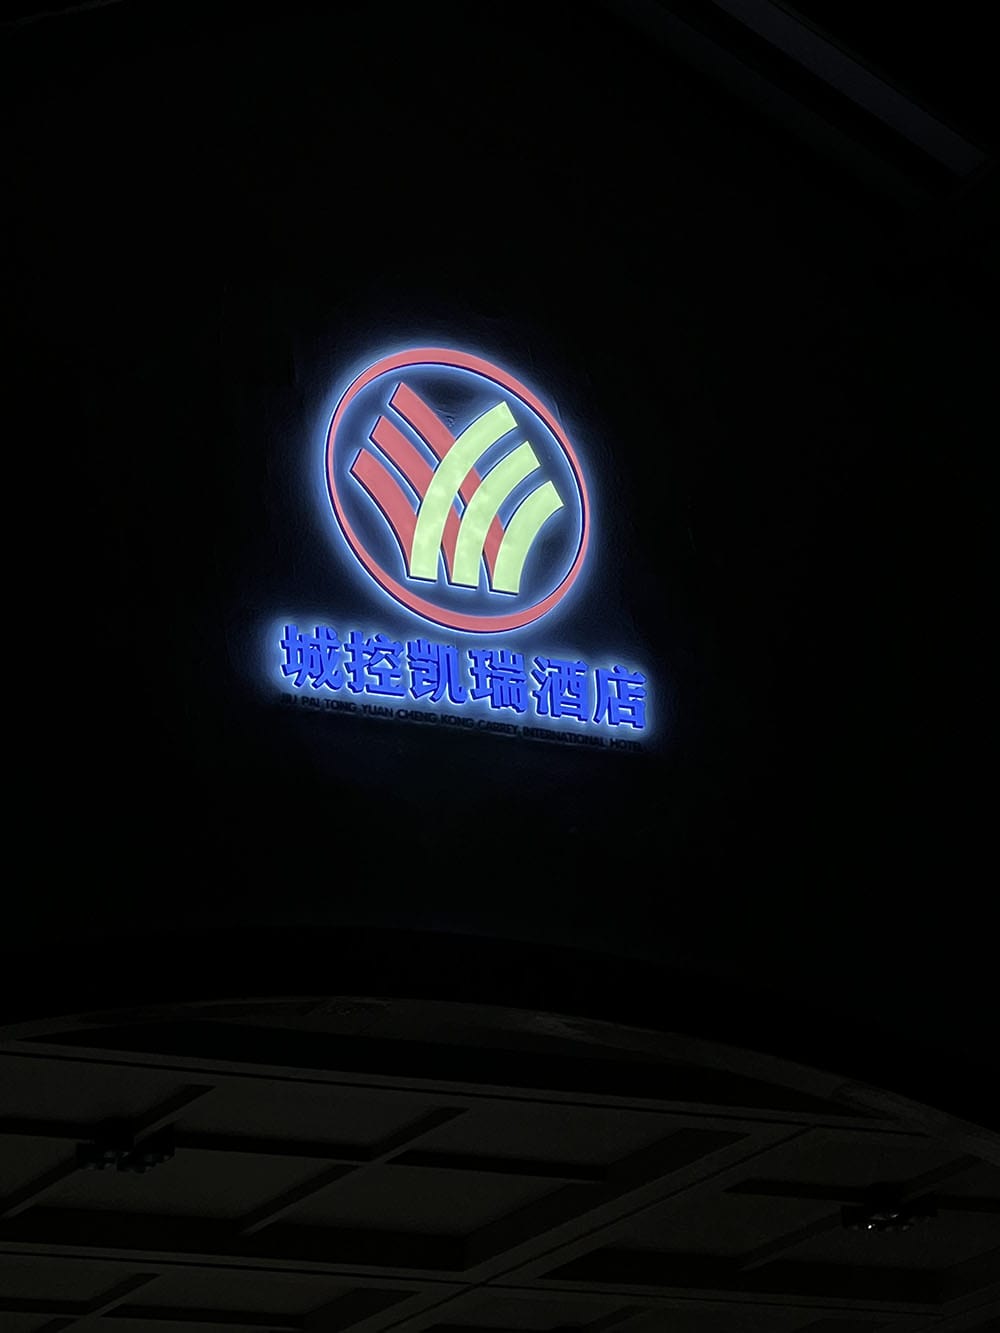 城控凯瑞酒店
JIU PAI TONG YUAN CHENG KONG CARREY INTERNATIONAL HOTEL